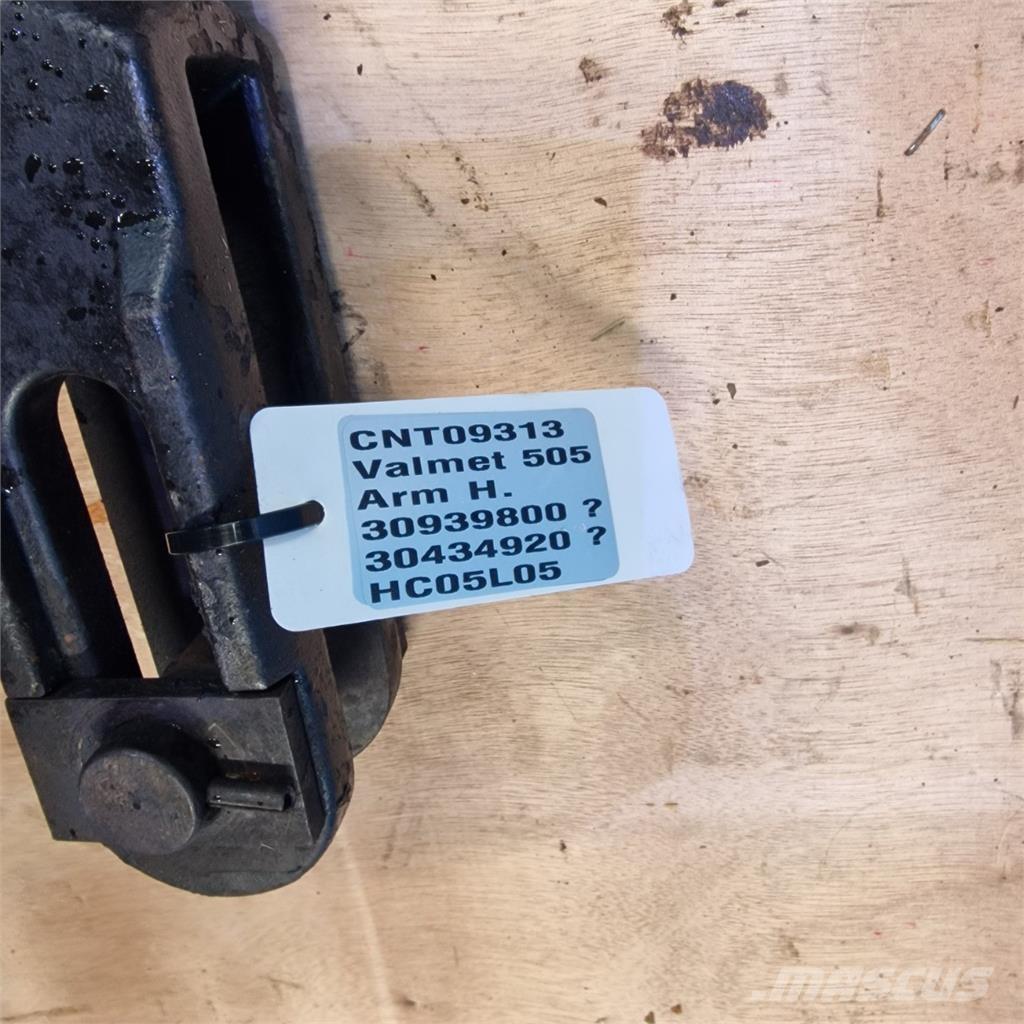 CNT09313
Valmet 505
Arm H.
30939800 ?
30434920 ?
HC05L05
.mascus